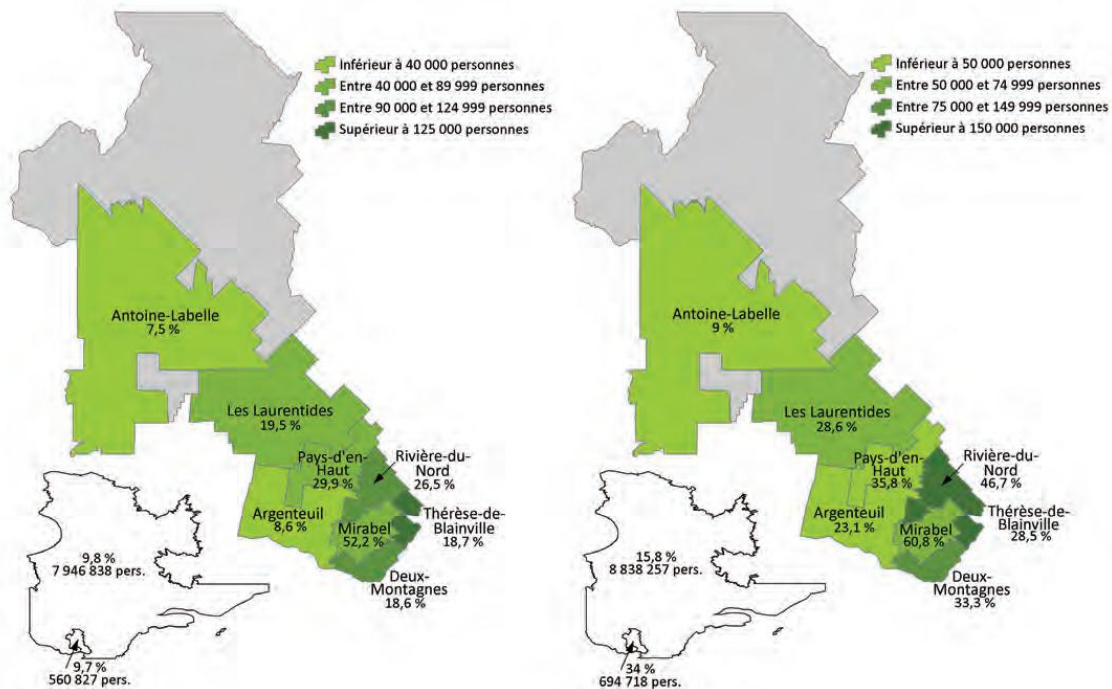 Inférieur à 40 000 personnes
Entre 40 000 et 89 999 personnes
Entre 90 000 et 124 999 personnes
Supérieur à 125 000 personnes
Antoine-Labelle
7,5 %
Les Laurentides
19,5 %
Pays-d'en-
Haut
29,9 %
Rivière-du-
Nord
26,5 %
Argenteuil
8,6 %
Mirabel
52,2 %
Thérèse-de-
Blainville
18,7 %
Deux-
Montagnes
18,6 %
9,8 %
7 946 838 pers.
9,7 %
560 827 pers.
Inférieur à 50 000 personnes
Entre 50 000 et 74 999 personnes
Entre 75 000 et 149 999 personnes
Supérieur à 150 000 personnes
Antoine-Labelle
9 %
Les Laurentides
28,6 %
Pays-d'en-
Haut
35,8 %
Rivière-du-
Nord
46,7 %
Argenteuil
23,1 %
Mirabel
60,8 %
Thérèse-de-
Blainville
28,5 %
Deux-
Montagnes
33,3 %
15,8 %
8 838 257 pers.
34 %
694 718 pers.